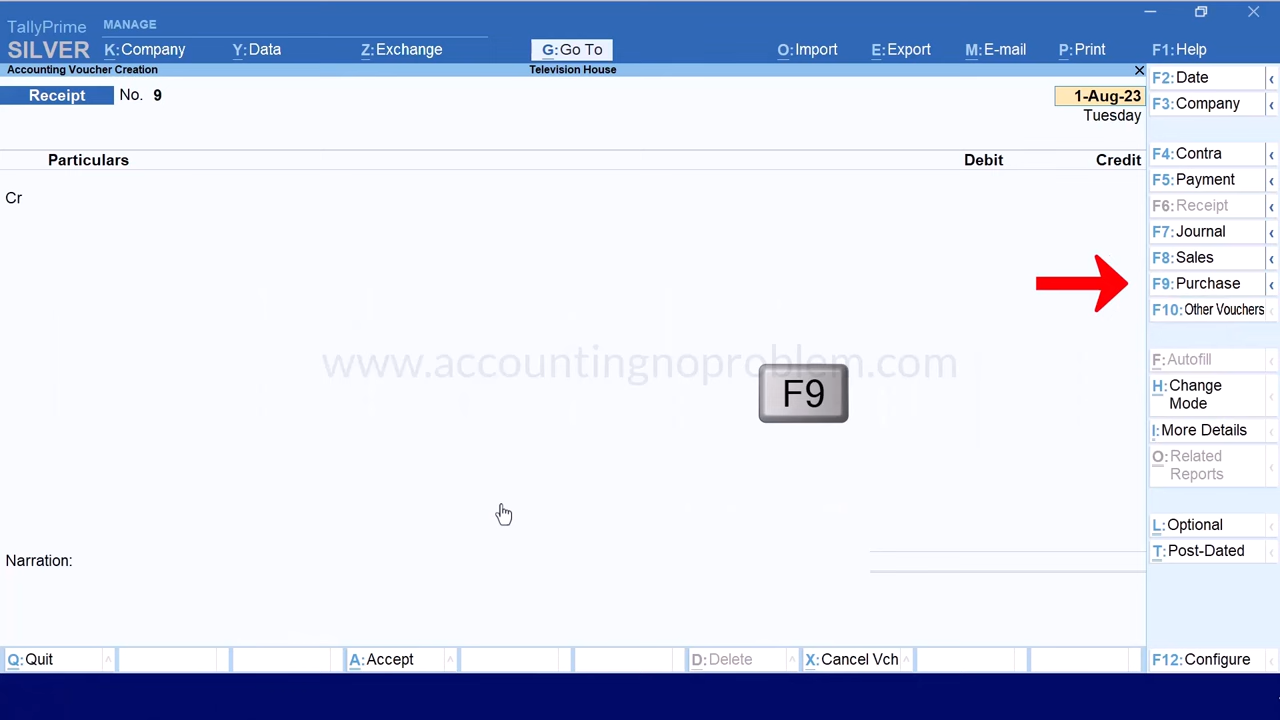 TallyPrime
MANAGE
SILVER
K:Company
Y:Data
Z:Exchange
G:Go To
O:Import
E:Export
M:E-mail
P:Print
F1:Help
Accounting Voucher Creation
Television House
Receipt No. 9
1-Aug-23
Tuesday
Particulars
Debit
Credit
Cr
www.accountingnoproblem.com
F9
Narration:
F2:Date
F3:Company
F4:Contra
F5:Payment
F6:Receipt
F7:Journal
F8:Sales
F9:Purchase
F10:Other Vouchers
F:Autofill
H:Change
Mode
I:More Details
O:Related
Reports
L:Optional
T:Post-Dated
Q:Quit
A:Accept
D:Delete
X:Cancel Vch
F12:Configure